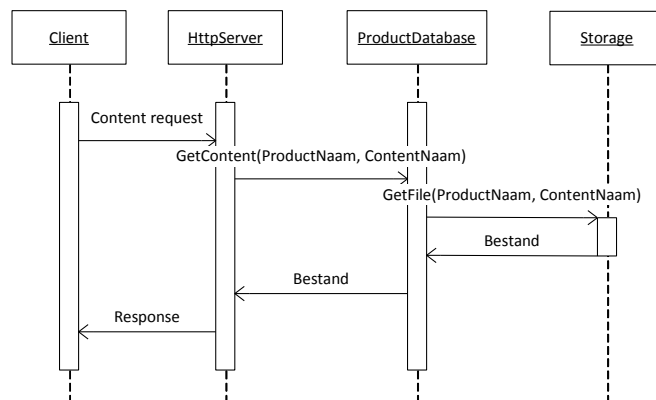 Client
HttpServer
ProductDatabase
Storage
Content request
GetContent(ProductNaam, ContentNaam)
GetFile(ProductNaam, ContentNaam)
Bestand
Bestand
Response